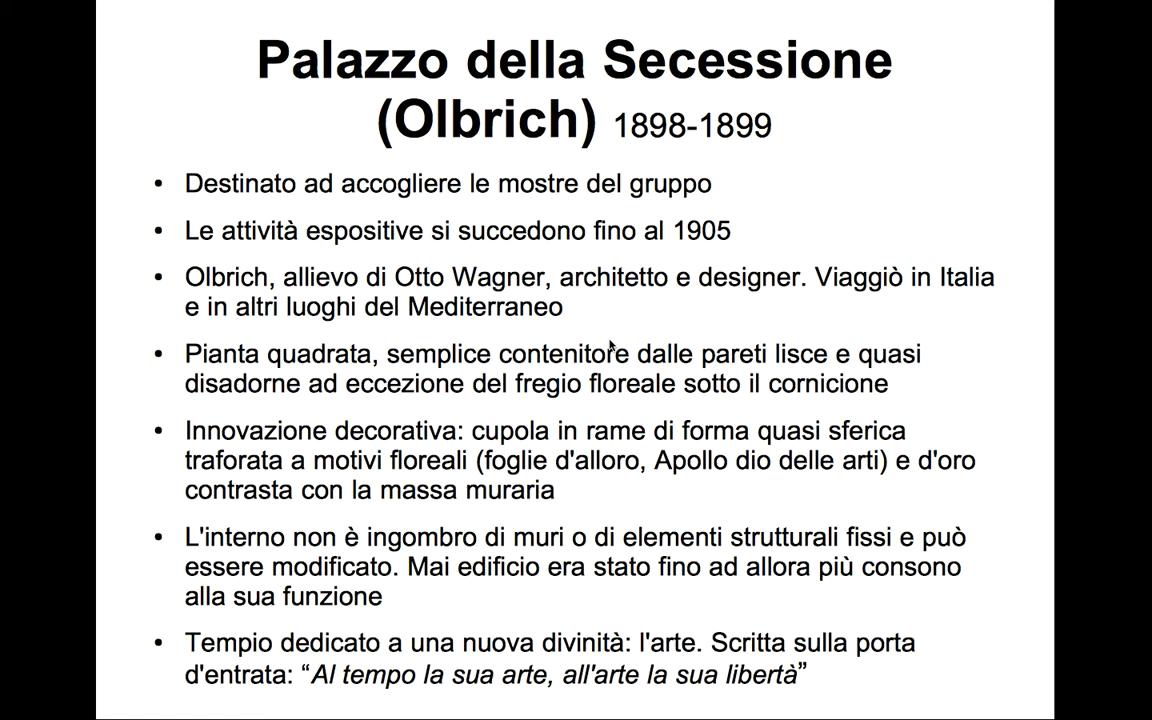 Palazzo della Secessione
(Olbrich) 1898-1899
• Destinato ad accogliere le mostre del gruppo
• Le attività espositive si succedono fino al 1905
• Olbrich, allievo di Otto Wagner, architetto e designer. Viaggiò in Italia
e in altri luoghi del Mediterraneo
• Pianta quadrata, semplice contenitore dalle pareti lisce e quasi
disadorne ad eccezione del fregio floreale sotto il cornicione
• Innovazione decorativa: cupola in rame di forma quasi sferica
traforata a motivi floreali (foglie d'alloro, Apollo dio delle arti) e d'oro
contrasta con la massa muraria
• L'interno non è ingombro di muri o di elementi strutturali fissi e può
essere modificato. Mai edificio era stato fino ad allora più consono
alla sua funzione
• Tempio dedicato a una nuova divinità: l'arte. Scritta sulla porta
d'entrata: “Al tempo la sua arte, all'arte la sua libertà”